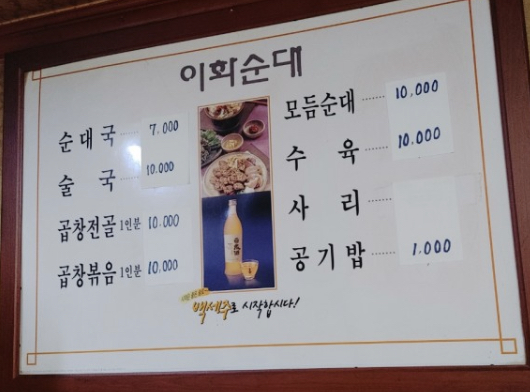 이화순대
순대국 7,000
술국 10,000
곱창전골 1인분 10,000
곱창볶음 1인분 10,000
모듬순대 10,000
수육 10,000
사리
공기밥 1,000
백세주로 시작합시다!